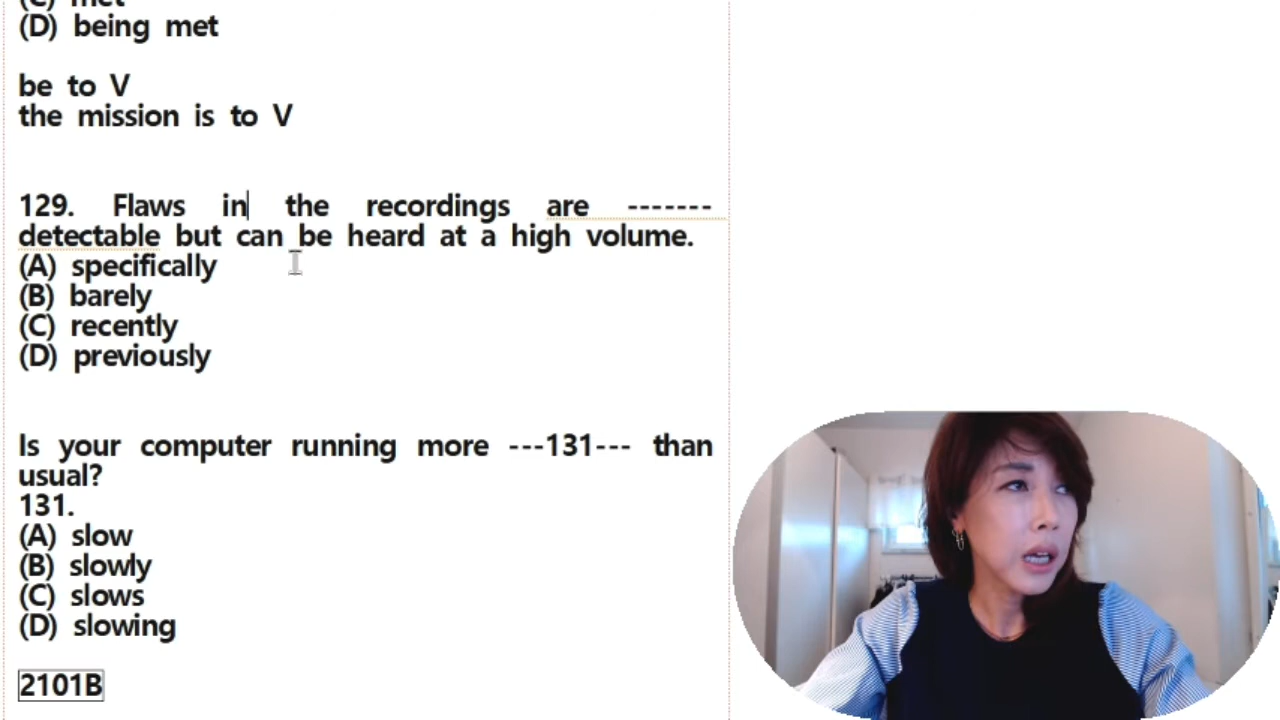 (C) met
(D) being met
be to V
the mission is to V
129. Flaws in the recordings are -------
detectable but can be heard at a high volume.
(A) specifically
(B) barely
(C) recently
(D) previously
Is your computer running more ---131--- than
usual?
131.
(A) slow
(B) slowly
(C) slows
(D) slowing
2101B